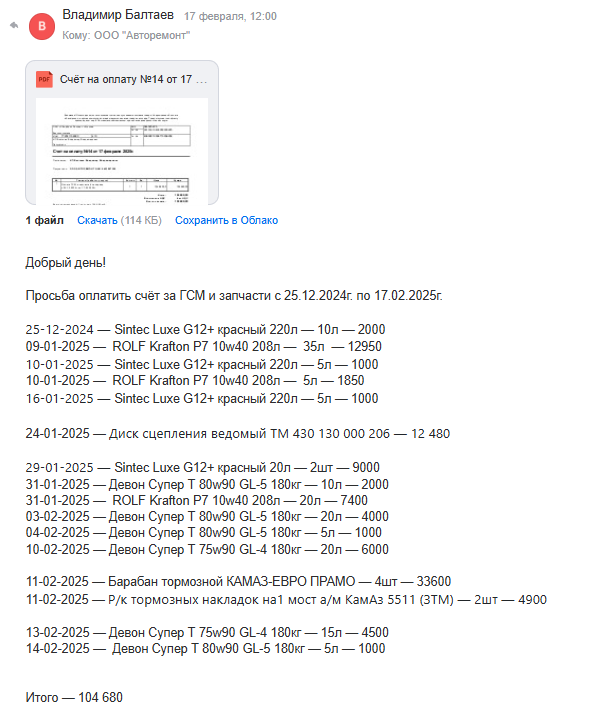 В
Владимир Балтаев 17 февраля, 12:00
Кому: ООО "Авторемонт"
PDF Счёт на оплату №14 от 17 ...
Счет на оплату №14 от 17 февраля 2025г.
1 файл Скачать (114 КБ) Сохранить в Облако
Добрый день!
Просьба оплатить счёт за ГСМ и запчасти с 25.12.2024г. по 17.02.2025г.
25-12-2024 — Sintec Luxe G12+ красный 220л — 10л — 2000
09-01-2025 — ROLF Krafton P7 10w40 208л — 35л — 12950
10-01-2025 — Sintec Luxe G12+ красный 220л — 5л — 1000
10-01-2025 — ROLF Krafton P7 10w40 208л — 5л — 1850
16-01-2025 — Sintec Luxe G12+ красный 220л — 5л — 1000
24-01-2025 — Диск сцепления ведомый ТМ 430 130 000 206 — 12 480
29-01-2025 — Sintec Luxe G12+ красный 20л — 2шт — 9000
31-01-2025 — Девон Супер Т 80w90 GL-5 180кг — 10л — 2000
31-01-2025 — ROLF Krafton P7 10w40 208л — 20л — 7400
03-02-2025 — Девон Супер Т 80w90 GL-5 180кг — 20л — 4000
04-02-2025 — Девон Супер Т 80w90 GL-5 180кг — 5л — 1000
10-02-2025 — Девон Супер Т 75w90 GL-4 180кг — 20л — 6000
11-02-2025 — Барабан тормозной КАМАЗ-ЕВРО ПРАМО — 4шт — 33600
11-02-2025 — Р/к тормозных накладок на1 мост а/м КамАз 5511 (ЗТМ) — 2шт — 4900
13-02-2025 — Девон Супер Т 75w90 GL-4 180кг — 15л — 4500
14-02-2025 — Девон Супер Т 80w90 GL-5 180кг — 5л — 1000
Итого — 104 680